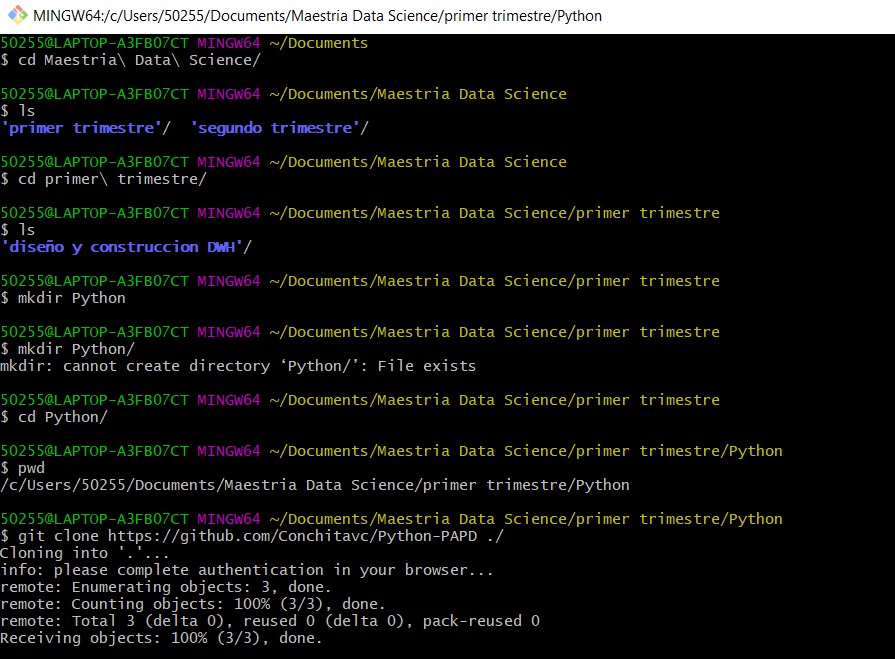 MINGW64:/c/Users/50255/Documents/Maestria Data Science/primer trimestre/Python
50255@LAPTOP-A3FB07CT MINGW64 ~/Documents
$ cd Maestria\ Data\ Science/
50255@LAPTOP-A3FB07CT MINGW64 ~/Documents/Maestria Data Science
$ ls
'primer trimestre'/  'segundo trimestre'/
50255@LAPTOP-A3FB07CT MINGW64 ~/Documents/Maestria Data Science
$ cd primer\ trimestre/
50255@LAPTOP-A3FB07CT MINGW64 ~/Documents/Maestria Data Science/primer trimestre
$ ls
'diseño y construccion DWH'/
50255@LAPTOP-A3FB07CT MINGW64 ~/Documents/Maestria Data Science/primer trimestre
$ mkdir Python
50255@LAPTOP-A3FB07CT MINGW64 ~/Documents/Maestria Data Science/primer trimestre
$ mkdir Python/
mkdir: cannot create directory ‘Python/’: File exists
50255@LAPTOP-A3FB07CT MINGW64 ~/Documents/Maestria Data Science/primer trimestre
$ cd Python/
50255@LAPTOP-A3FB07CT MINGW64 ~/Documents/Maestria Data Science/primer trimestre/Python
$ pwd
/c/Users/50255/Documents/Maestria Data Science/primer trimestre/Python
50255@LAPTOP-A3FB07CT MINGW64 ~/Documents/Maestria Data Science/primer trimestre/Python
$ git clone https://github.com/Conchitavc/Python-PAPD ./
Cloning into '.'...
info: please complete authentication in your browser...
remote: Enumerating objects: 3, done.
remote: Counting objects: 100% (3/3), done.
remote: Total 3 (delta 0), reused 0 (delta 0), pack-reused 0
Receiving objects: 100% (3/3), done.